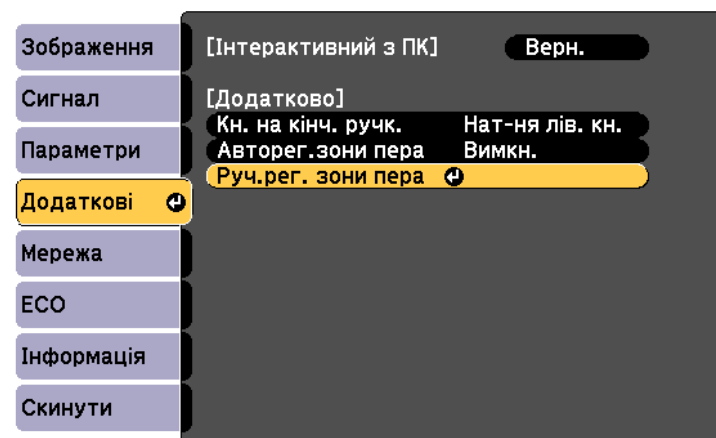 Зображення
Сигнал
Параметри
Додаткові
Мережа
ECO
Інформація
Скинути
[Інтерактивний з ПК] Верн.
[Додатково]
Кн. на кінч. ручк. Нат-ня лів. кн.
Авторег.зони пера Вимкн.
Руч.рег. зони пера